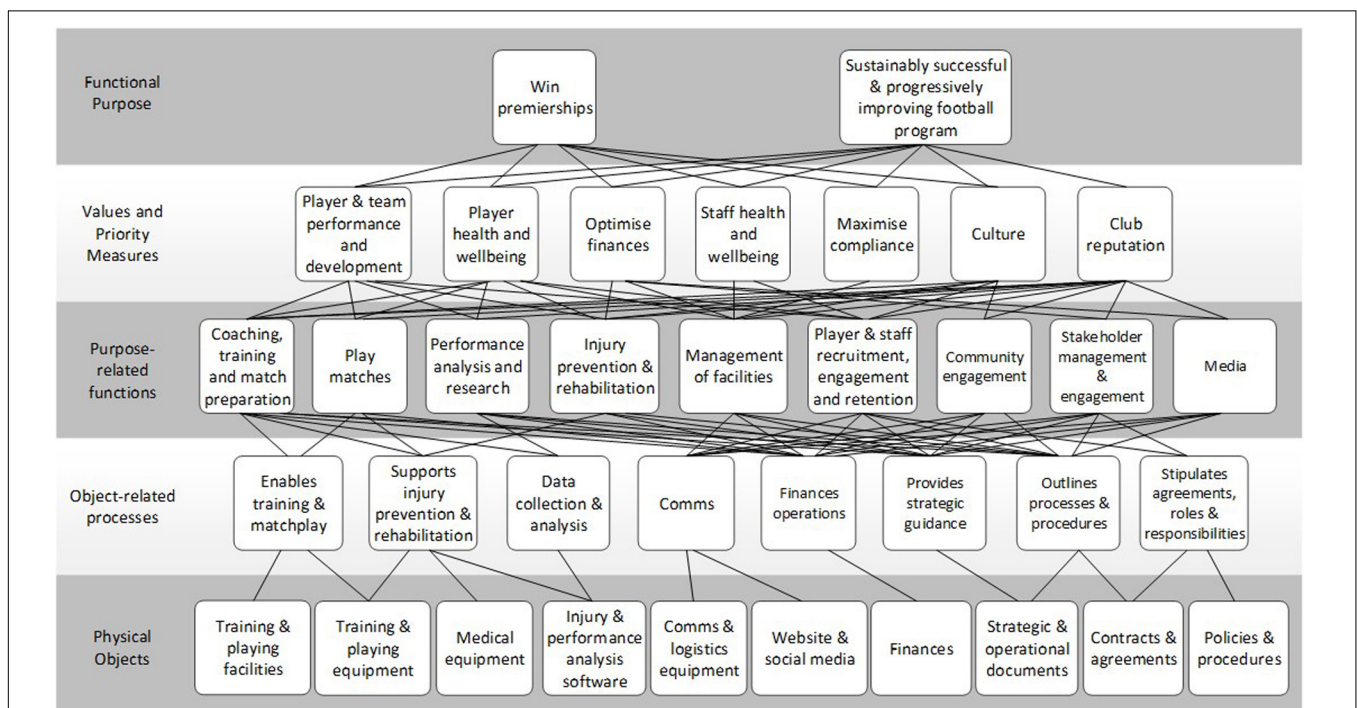 Functional
Purpose
Win
premierships
Sustainably successful
& progressively
improving football
program
Values and
Priority
Measures
Player & team
performance
and
development
Player
health and
wellbeing
Optimise
finances
Staff health
and
wellbeing
Maximise
compliance
Culture
Club
reputation
Purpose-
related
functions
Coaching,
training
and match
preparation
Play
matches
Performance
analysis and
research
Injury
prevention &
rehabilitation
Management
of facilities
Player & staff
recruitment,
engagement
and retention
Community
engagement
Stakeholder
management
&
engagement
Media
Object-related
processes
Enables
training &
matchplay
Supports
injury
prevention &
rehabilitation
Data
collection &
analysis
Comms
Finances
operations
Provides
strategic
guidance
Outlines
processes &
procedures
Stipulates
agreements,
roles &
responsibilities
Physical
Objects
Training &
playing
facilities
Training &
playing
equipment
Medical
equipment
Injury &
performance
analysis
software
Comms &
logistics
equipment
Website &
social media
Finances
Strategic &
operational
documents
Contracts &
agreements
Policies &
procedures